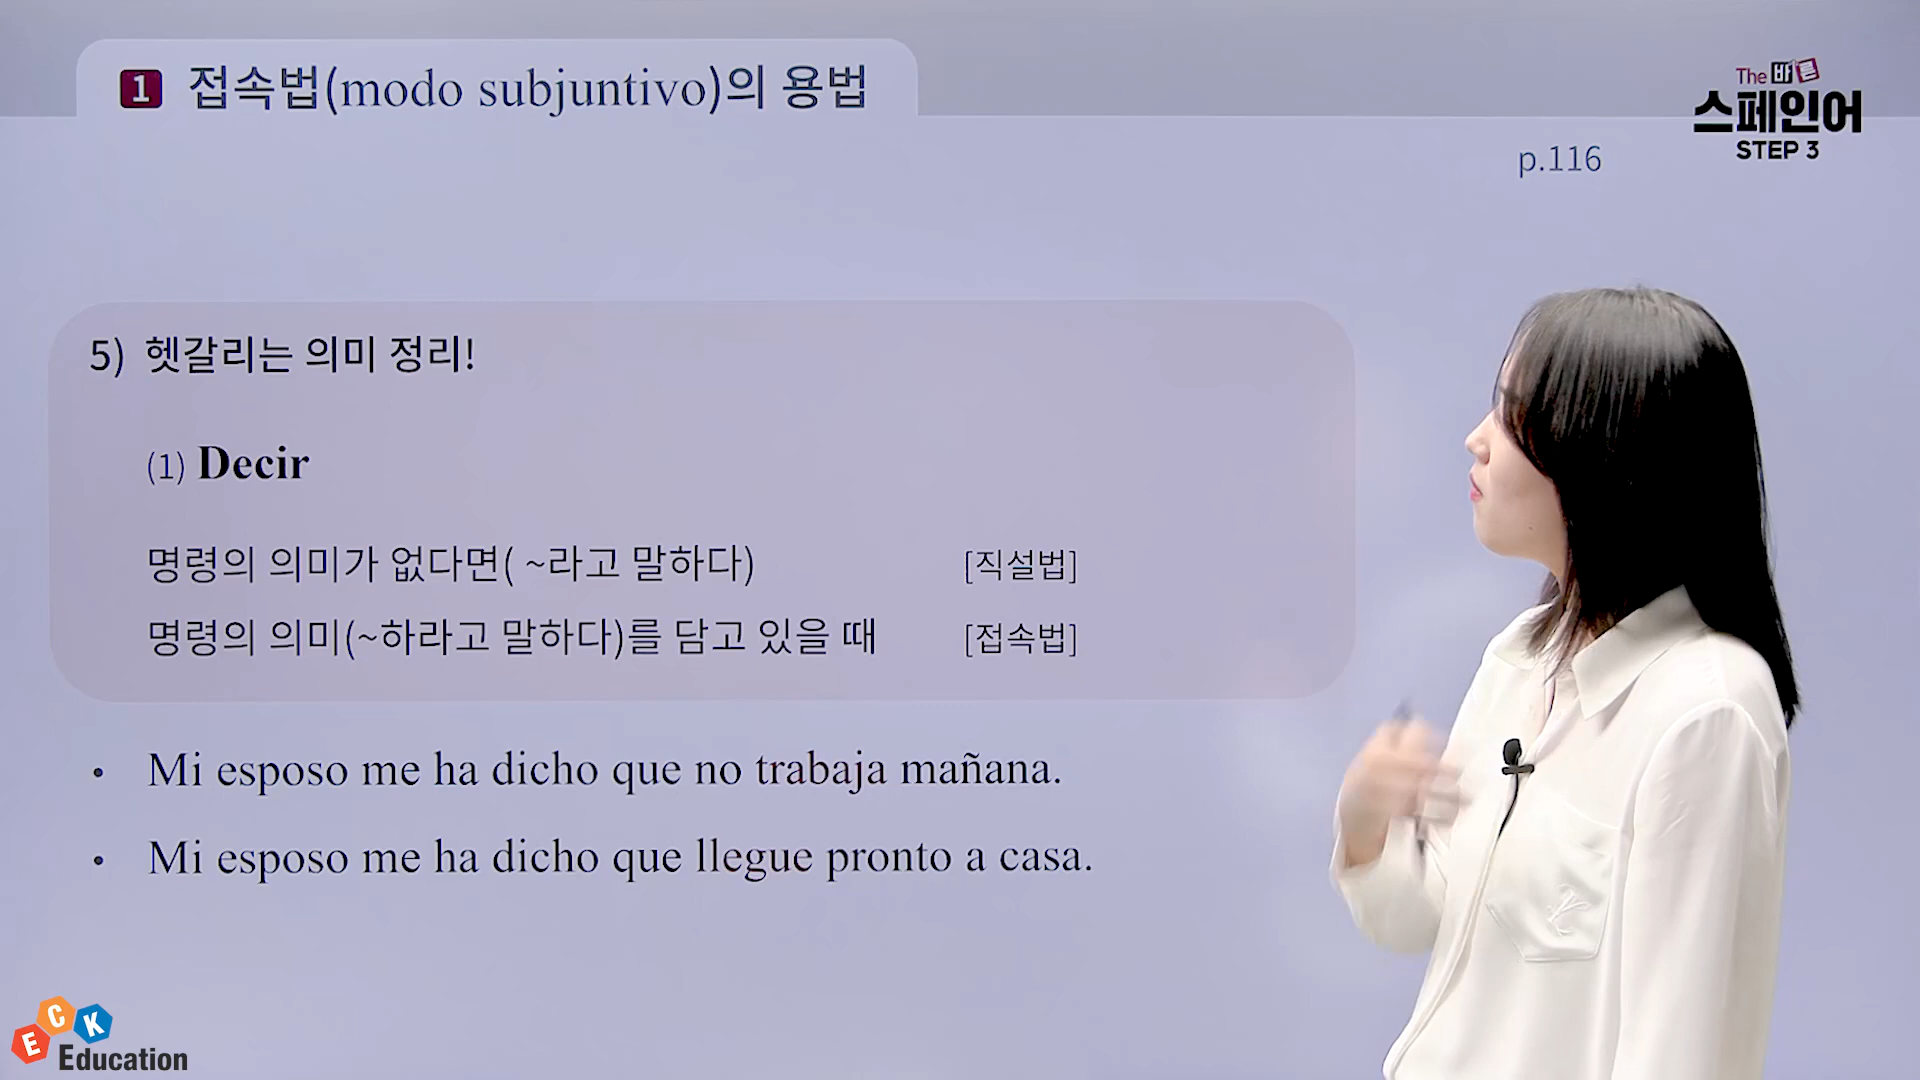 1 접속법(modo subjuntivo)의 용법
The 바른
스페인어
STEP 3
p.116
5) 헷갈리는 의미 정리!
(1) Decir
명령의 의미가 없다면( ~라고 말하다) [직설법]
명령의 의미(~하라고 말하다)를 담고 있을 때 [접속법]
• Mi esposo me ha dicho que no trabaja mañana.
• Mi esposo me ha dicho que llegue pronto a casa.
ECK
Education